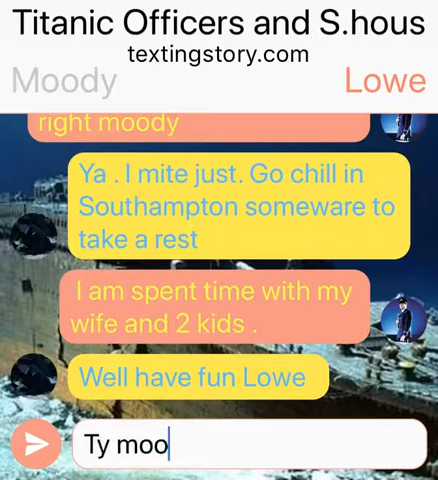 Titanic Officers and S.hous
textingstory.com
Moody
Lowe
right moody
Ya . I mite just. Go chill in
Southampton someware to
take a rest
I am spent time with my
wife and 2 kids .
Well have fun Lowe
Ty moo